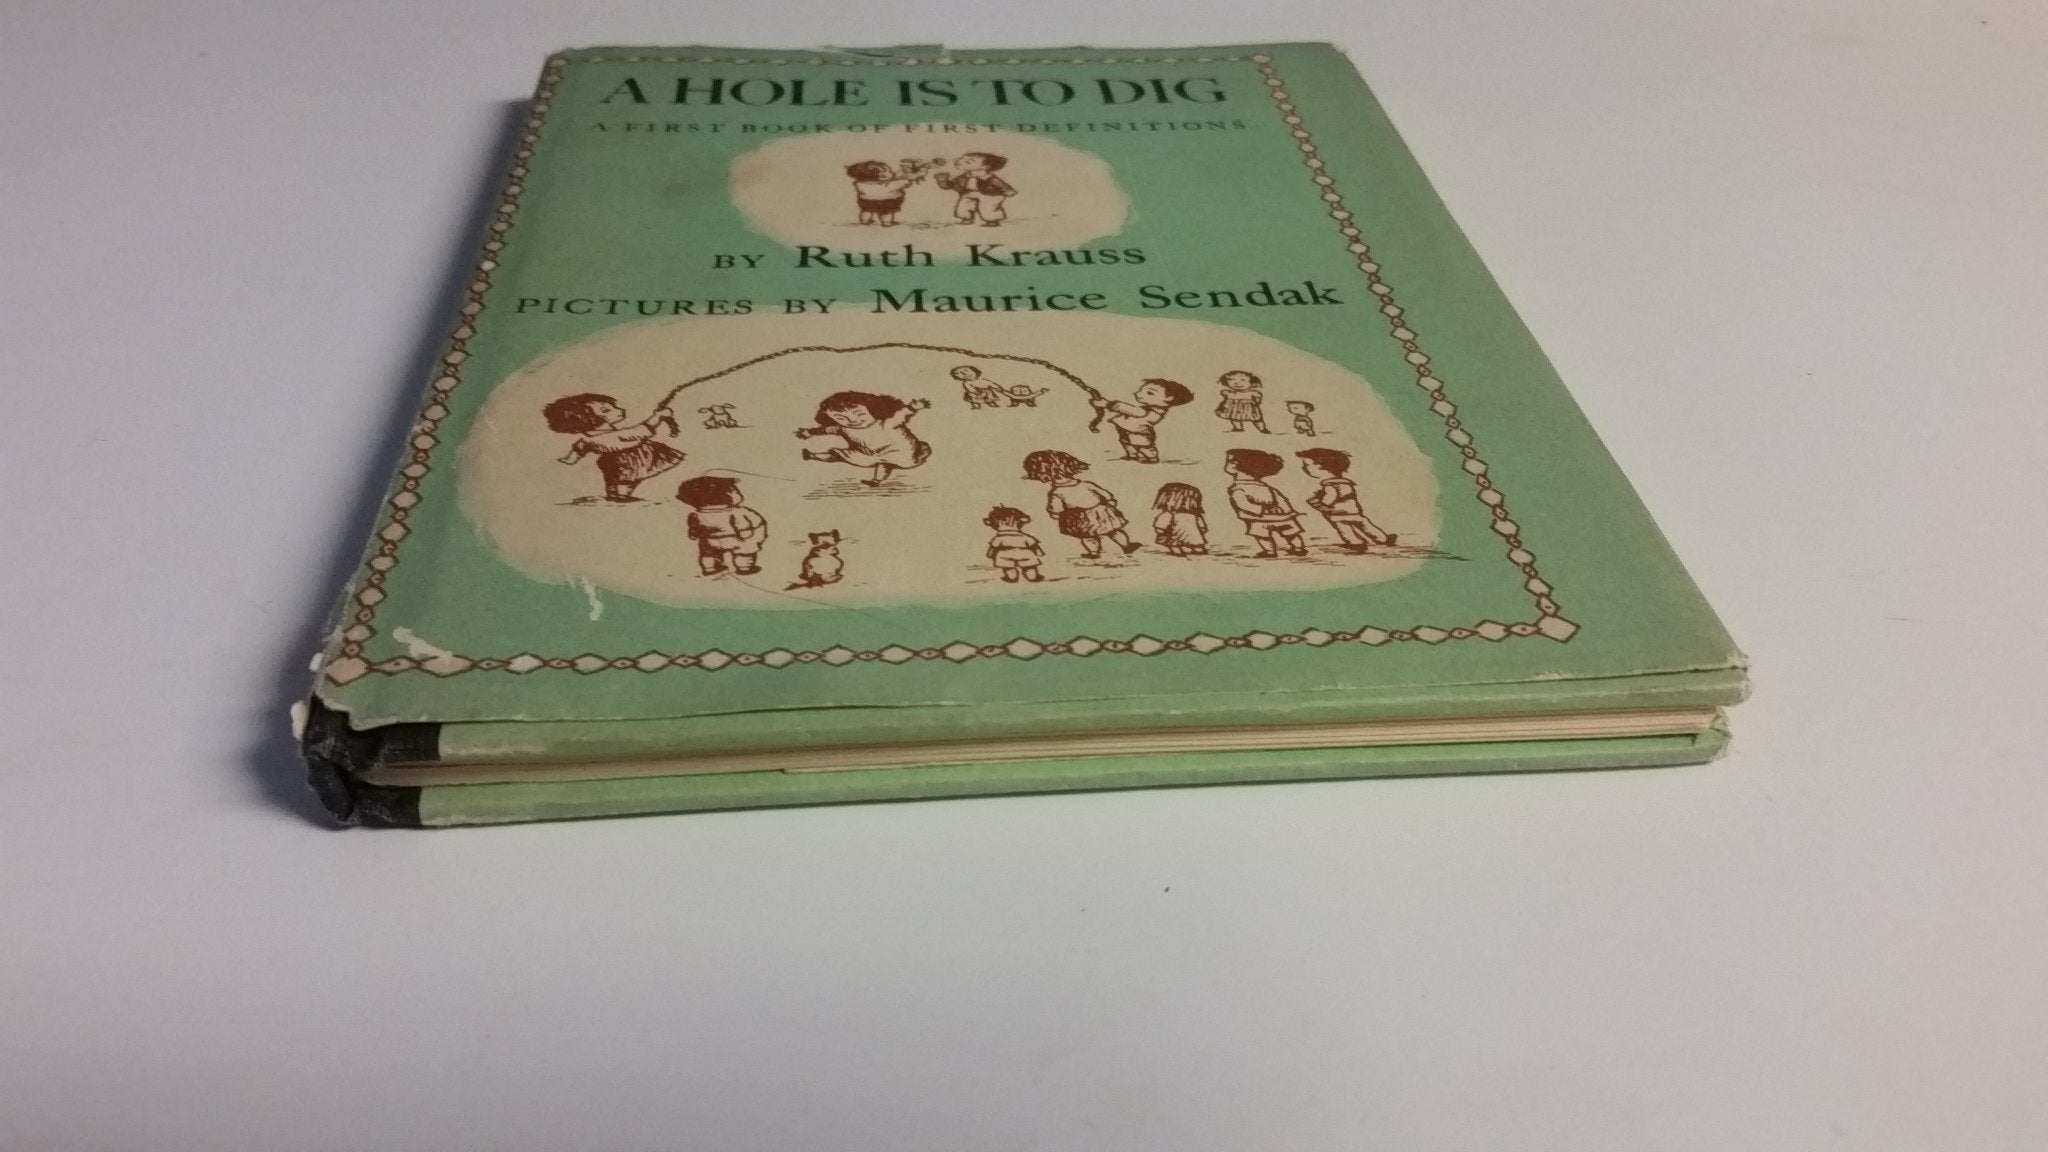 A HOLE IS TO DIG
A FIRST BOOK OF FIRST DEFINITIONS
BY Ruth Krauss
PICTURES BY Maurice Sendak